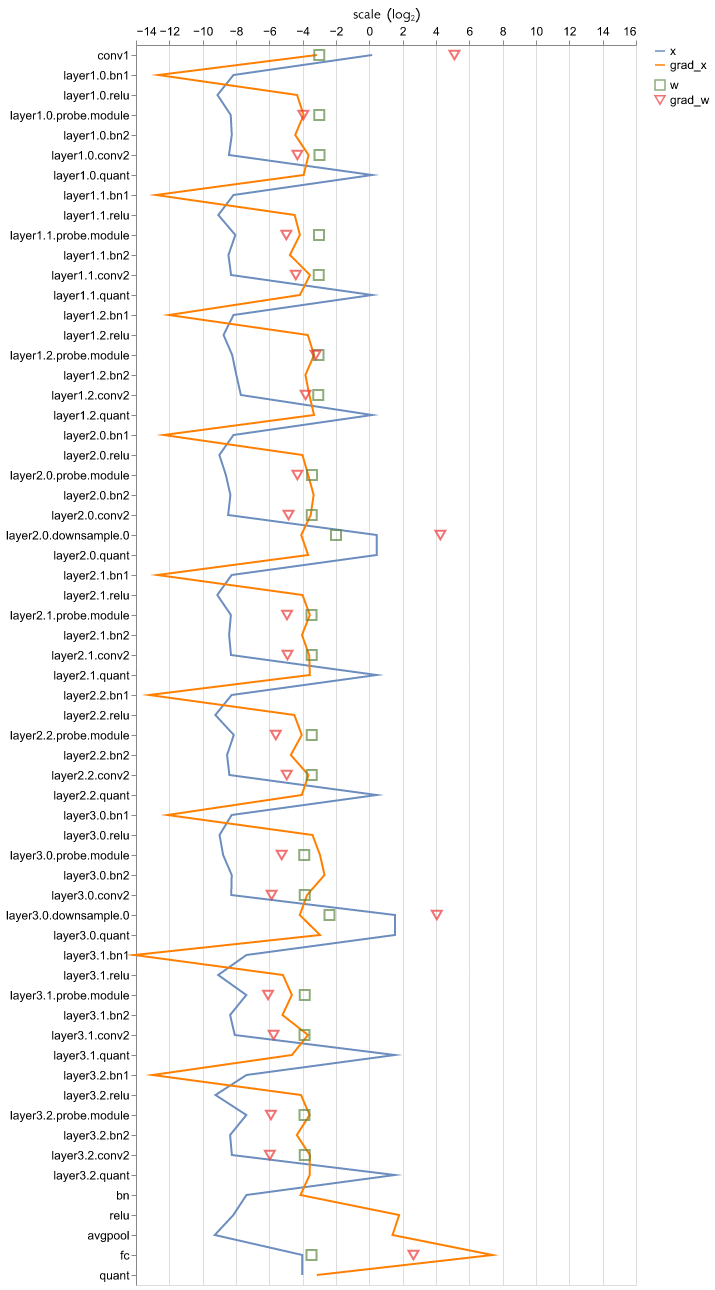 scale (log₂)
−14 −12 −10 −8 −6 −4 −2 0 2 4 6 8 10 12 14 16
conv1
layer1.0.bn1
layer1.0.relu
layer1.0.probe.module
layer1.0.bn2
layer1.0.conv2
layer1.0.quant
layer1.1.bn1
layer1.1.relu
layer1.1.probe.module
layer1.1.bn2
layer1.1.conv2
layer1.1.quant
layer1.2.bn1
layer1.2.relu
layer1.2.probe.module
layer1.2.bn2
layer1.2.conv2
layer1.2.quant
layer2.0.bn1
layer2.0.relu
layer2.0.probe.module
layer2.0.bn2
layer2.0.conv2
layer2.0.downsample.0
layer2.0.quant
layer2.1.bn1
layer2.1.relu
layer2.1.probe.module
layer2.1.bn2
layer2.1.conv2
layer2.1.quant
layer2.2.bn1
layer2.2.relu
layer2.2.probe.module
layer2.2.bn2
layer2.2.conv2
layer2.2.quant
layer3.0.bn1
layer3.0.relu
layer3.0.probe.module
layer3.0.bn2
layer3.0.conv2
layer3.0.downsample.0
layer3.0.quant
layer3.1.bn1
layer3.1.relu
layer3.1.probe.module
layer3.1.bn2
layer3.1.conv2
layer3.1.quant
layer3.2.bn1
layer3.2.relu
layer3.2.probe.module
layer3.2.bn2
layer3.2.conv2
layer3.2.quant
bn
relu
avgpool
fc
quant
x
grad_x
w
grad_w